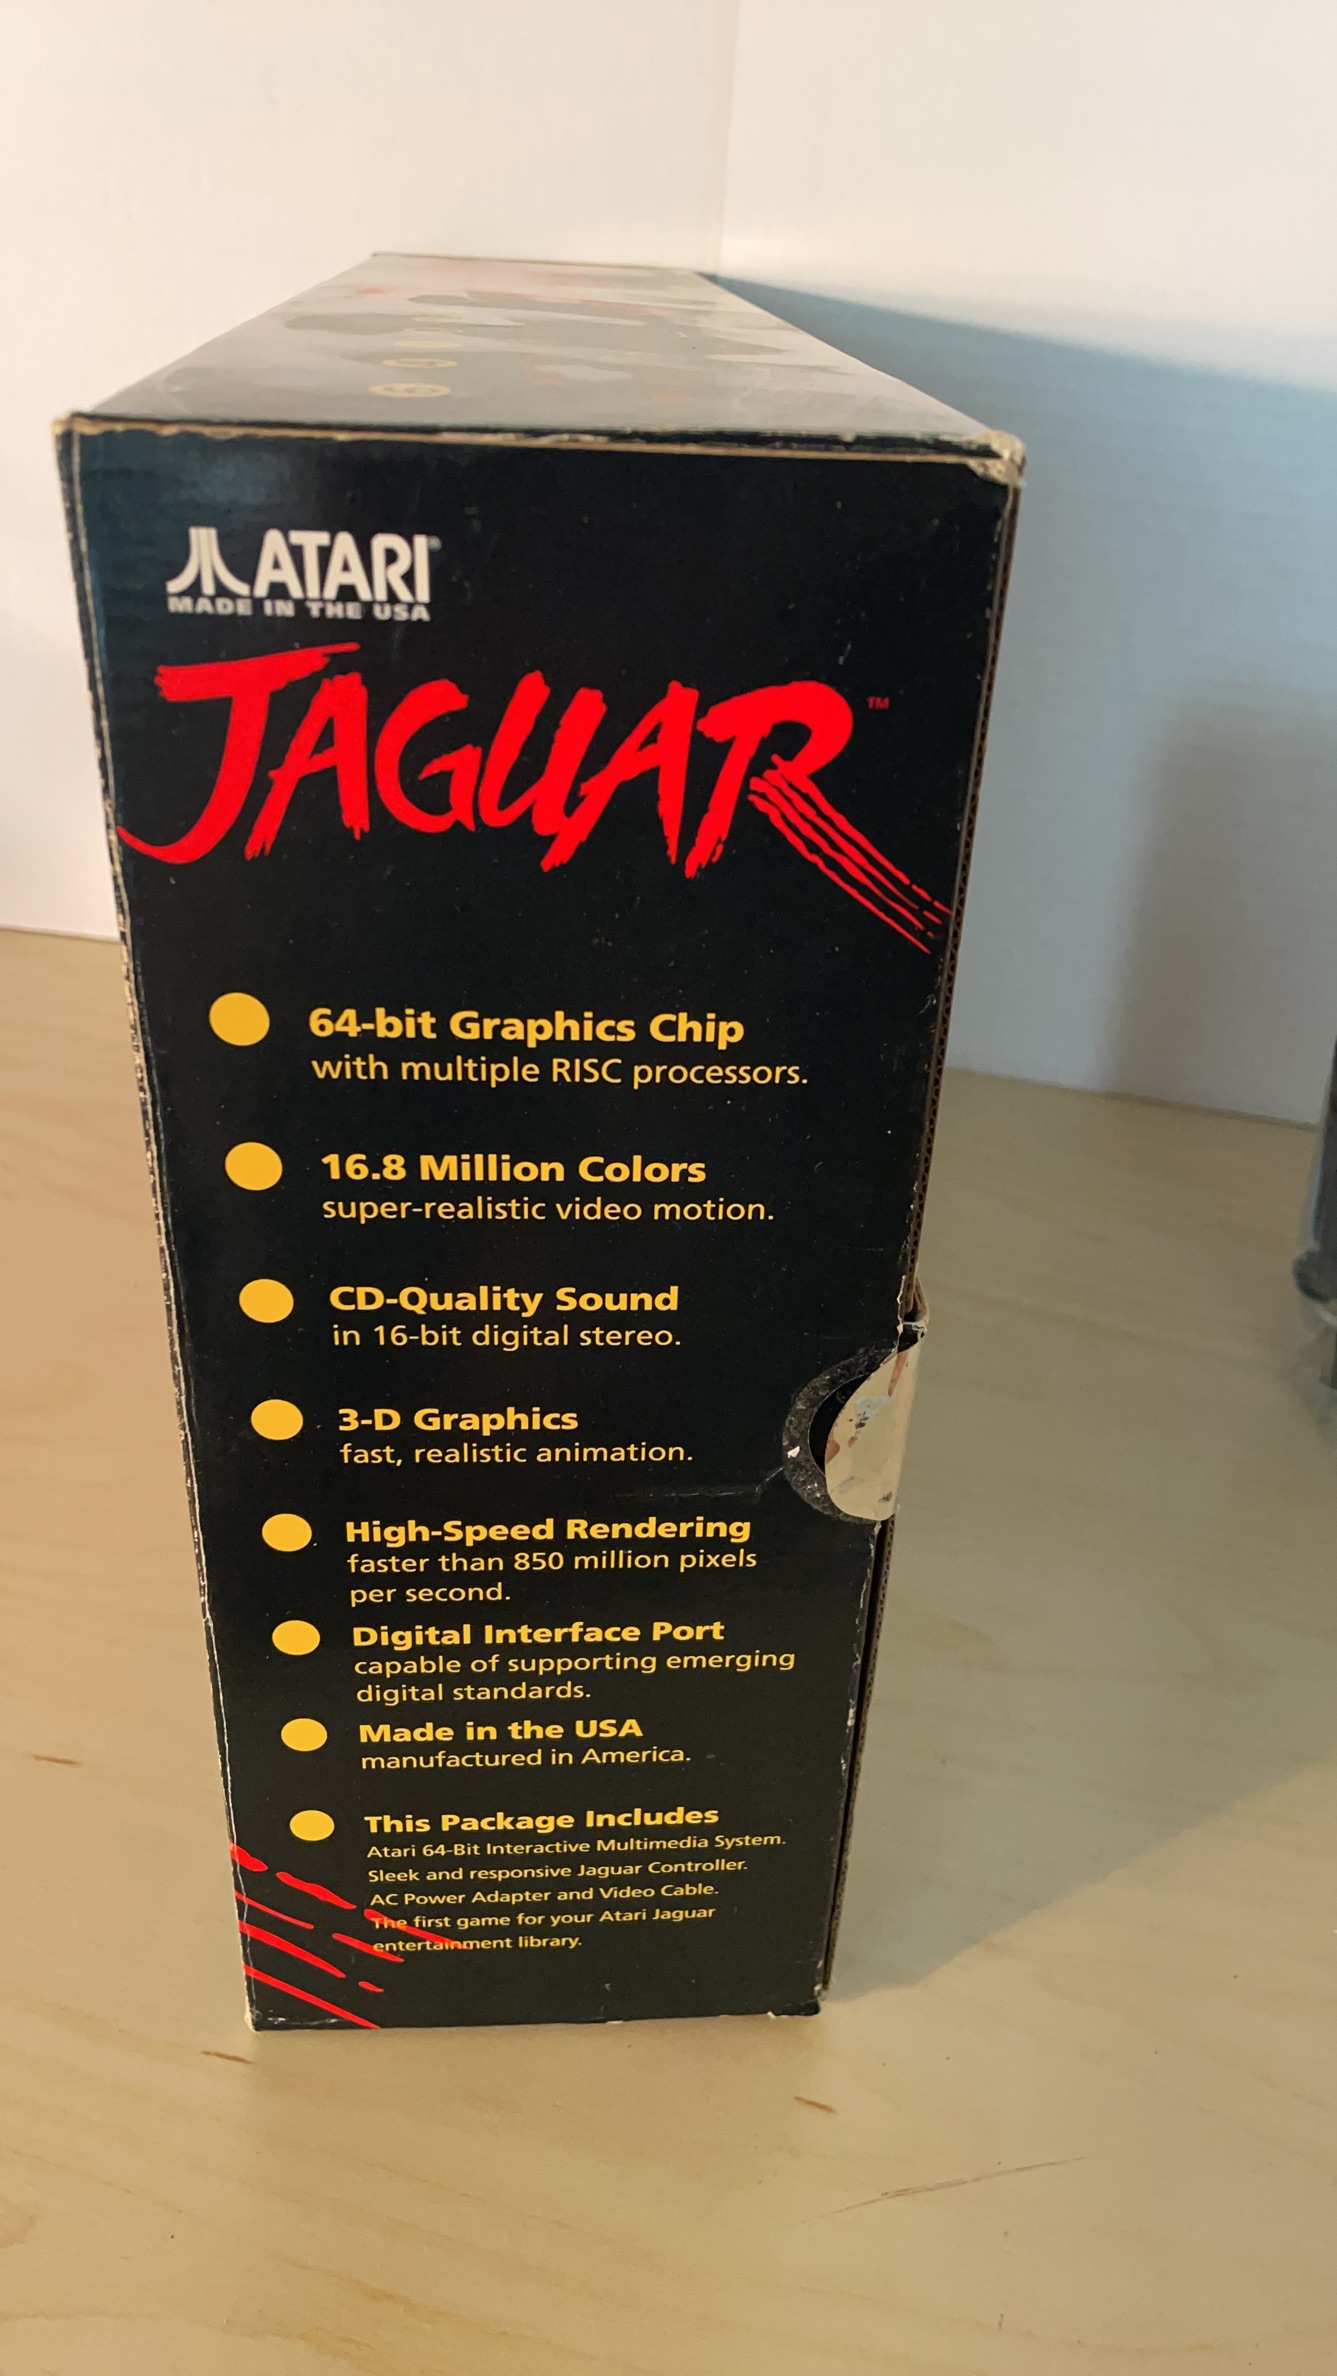 ATARI®
MADE IN THE USA
JAGUAR™
64-bit Graphics Chip
with multiple RISC processors.
16.8 Million Colors
super-realistic video motion.
CD-Quality Sound
in 16-bit digital stereo.
3-D Graphics
fast, realistic animation.
High-Speed Rendering
faster than 850 million pixels
per second.
Digital Interface Port
capable of supporting emerging
digital standards.
Made in the USA
manufactured in America.
This Package Includes
Atari 64-Bit Interactive Multimedia System.
Sleek and responsive Jaguar Controller.
AC Power Adapter and Video Cable.
The first game for your Atari Jaguar
entertainment library.